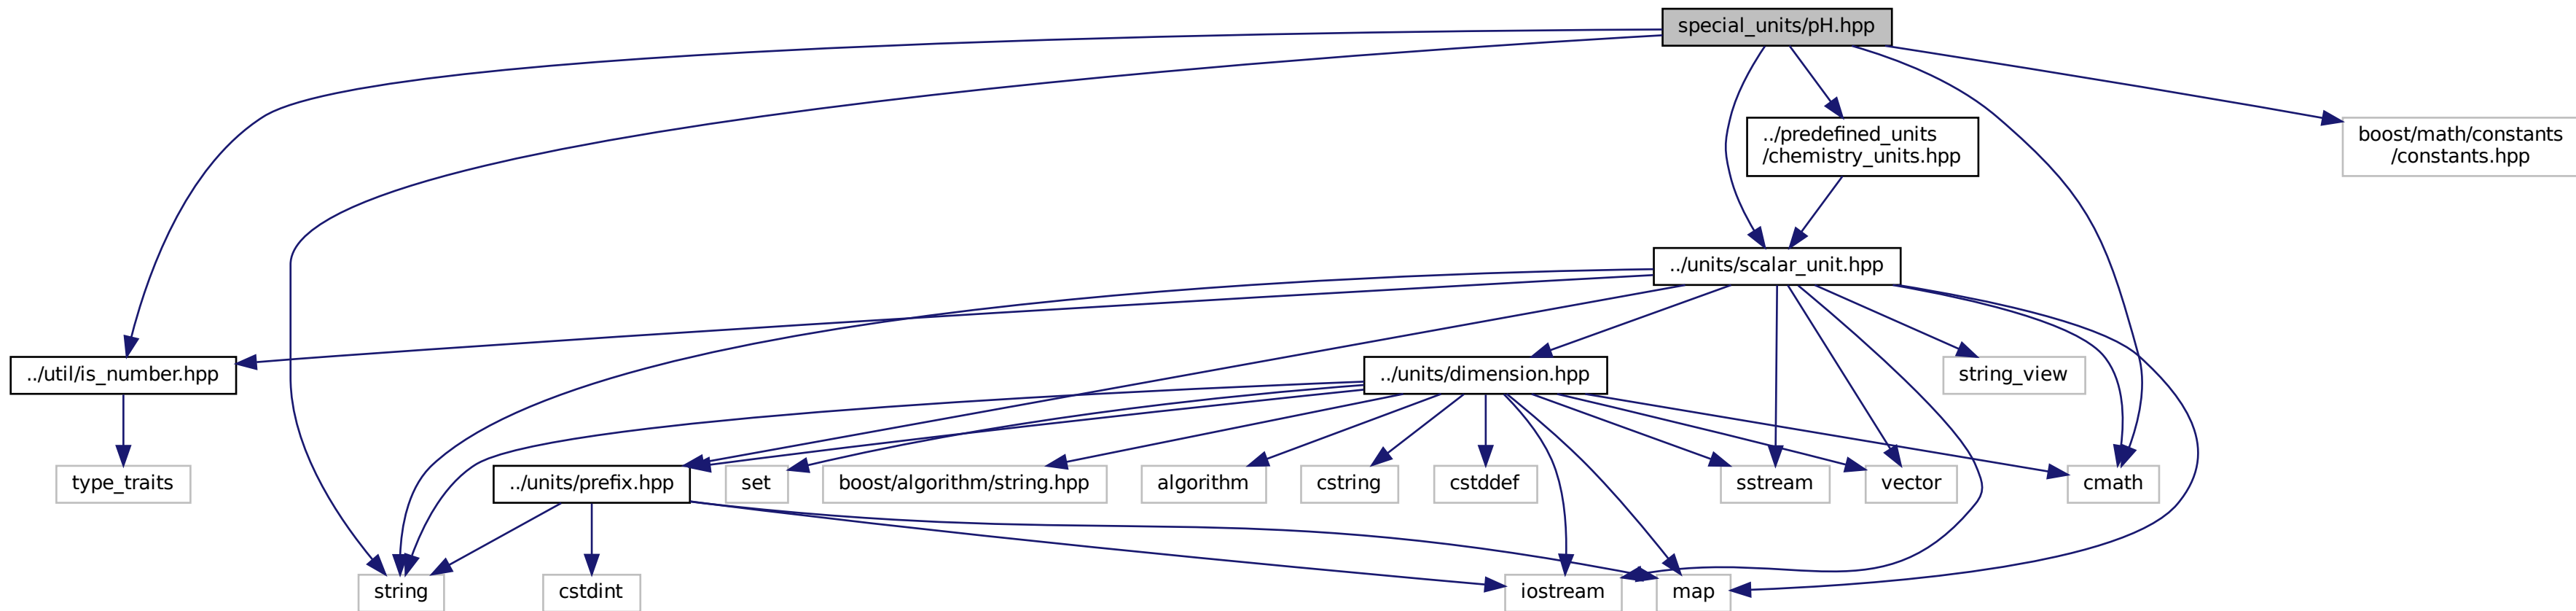 special_units/pH.hpp
../predefined_units
/chemistry_units.hpp
boost/math/constants
/constants.hpp
../units/scalar_unit.hpp
../util/is_number.hpp
../units/dimension.hpp
string_view
type_traits
../units/prefix.hpp
set
boost/algorithm/string.hpp
algorithm
cstring
cstddef
sstream
vector
cmath
string
cstdint
iostream
map